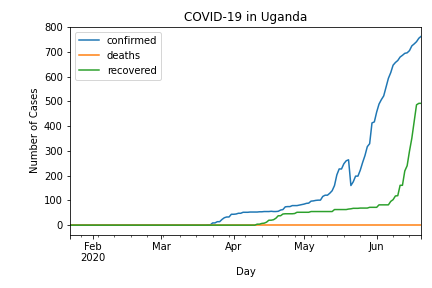 COVID-19 in Uganda
confirmed
deaths
recovered
Number of Cases
800
700
600
500
400
300
200
100
0
Feb Mar Apr May Jun
2020
Day